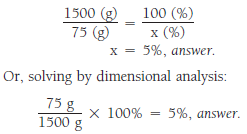 1500 (g) = 100 (%)
75 (g) x (%)
x = 5%, answer.
Or, solving by dimensional analysis:
75 g
1500 g × 100% = 5%, answer.